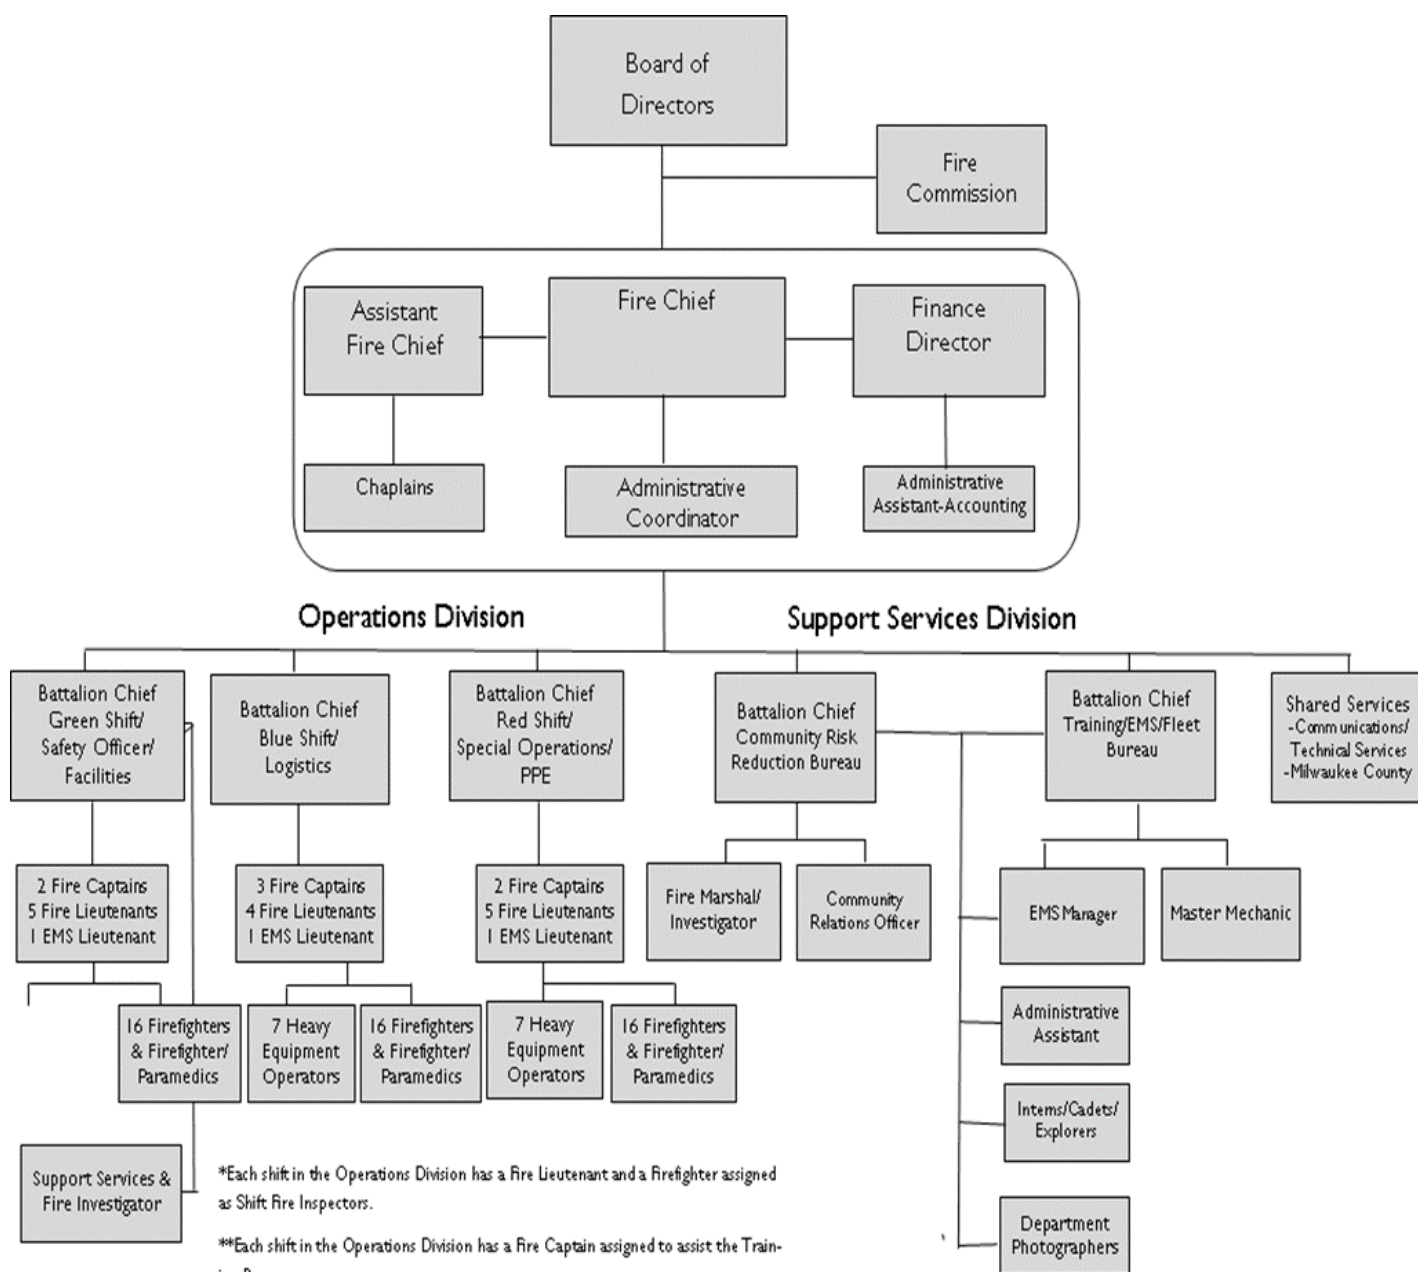 Board of
Directors
Fire
Commission
Assistant
Fire Chief
Fire Chief
Finance
Director
Chaplains
Administrative
Coordinator
Administrative
Assistant-Accounting
Operations Division
Support Services Division
Battalion Chief
Green Shift/
Safety Officer/
Facilities
Battalion Chief
Blue Shift/
Logistics
Battalion Chief
Red Shift/
Special Operations/
PPE
Battalion Chief
Community Risk
Reduction Bureau
Battalion Chief
Training/EMS/Fleet
Bureau
Shared Services
-Communications/
Technical Services
-Milwaukee County
2 Fire Captains
5 Fire Lieutenants
1 EMS Lieutenant
3 Fire Captains
4 Fire Lieutenants
1 EMS Lieutenant
2 Fire Captains
5 Fire Lieutenants
1 EMS Lieutenant
Fire Marshal/
Investigator
Community
Relations Officer
EMS Manager
Master Mechanic
16 Firefighters
& Firefighter/
Paramedics
7 Heavy
Equipment
Operators
16 Firefighters
& Firefighter/
Paramedics
7 Heavy
Equipment
Operators
16 Firefighters
& Firefighter/
Paramedics
Administrative
Assistant
Interns/Cadets/
Explorers
Department
Photographers
Support Services &
Fire Investigator
*Each shift in the Operations Division has a Fire Lieutenant and a Firefighter assigned
as Shift Fire Inspectors.
**Each shift in the Operations Division has a Fire Captain assigned to assist the Train-